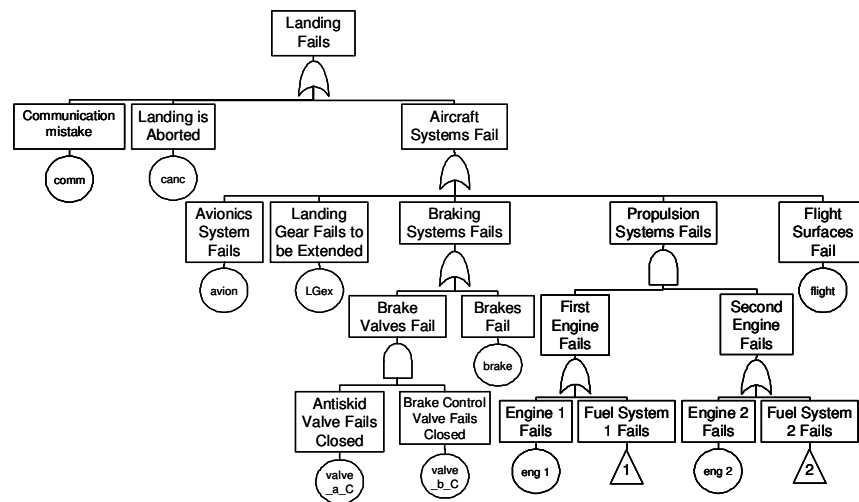 Landing
Fails
Communication
mistake
Landing is
Aborted
Aircraft
Systems Fail
comm
canc
Avionics
System
Fails
Landing
Gear Fails to
be Extended
Braking
Systems Fails
Propulsion
Systems Fails
Flight
Surfaces
Fail
avion
LGex
flight
Brake
Valves Fail
Brakes
Fail
First
Engine
Fails
Second
Engine
Fails
brake
Antiskid
Valve Fails
Closed
Brake Control
Valve Fails
Closed
Engine 1
Fails
Fuel System
1 Fails
Engine 2
Fails
Fuel System
2 Fails
valve
_a_C
valve
_b_C
eng 1
1
eng 2
2